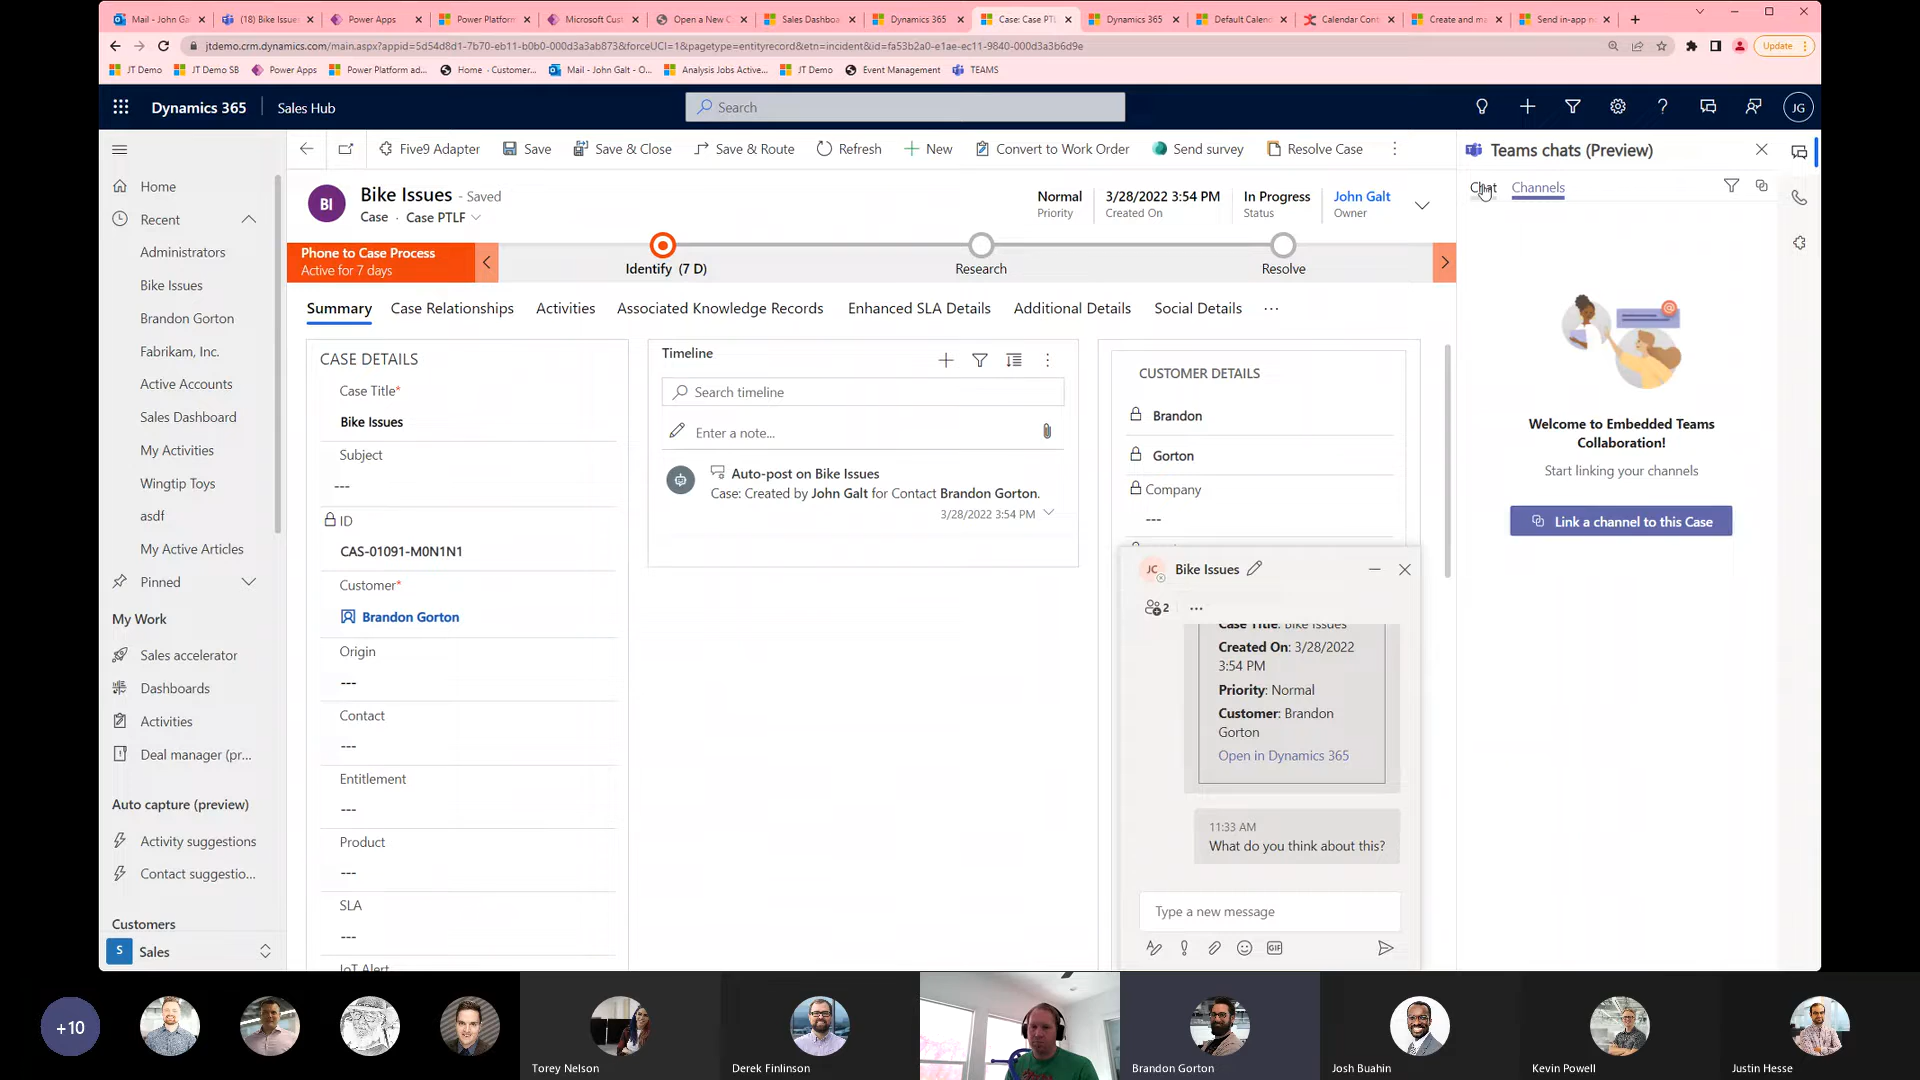 Mail - John Gal
(18) Bike Issue
Power Apps
Power Platform
Microsoft Cus
Open a New C
Sales Dashboa
Dynamics 365
Case: Case PTL
Dynamics 365
Default Calen
Calendar Cont
Create and ma
Send in-app no
jtdemo.crm.dynamics.com/main.aspx?appid=5d54d8d1-7b70-eb11-b0b0-000d3a3ab873&forceUCI=1&pagetype=entityrecord&etn=incident&id=fa53b2a0-e1ae-ec11-9840-000d3a3b6d9e
Update
JT Demo
JT Demo SB
Power Apps
Power Platform ad...
Home - Customer...
Mail - John Galt - O...
Analysis Jobs Active...
JT Demo
Event Management
TEAMS
Dynamics 365
Sales Hub
Search
JG
Five9 Adapter
Save
Save & Close
Save & Route
Refresh
New
Convert to Work Order
Send survey
Resolve Case
Teams chats (Preview)
Chat
Channels
Home
Recent
Administrators
Bike Issues
Brandon Gorton
Fabrikam, Inc.
Active Accounts
Sales Dashboard
My Activities
Wingtip Toys
asdf
My Active Articles
Pinned
My Work
Sales accelerator
Dashboards
Activities
Deal manager (pr...
Auto capture (preview)
Activity suggestions
Contact suggestio...
Customers
S
Sales
BI
Bike Issues - Saved
Case · Case PTLF
Normal
Priority
3/28/2022 3:54 PM
Created On
In Progress
Status
John Galt
Owner
Phone to Case Process
Active for 7 days
Identify (7 D)
Research
Resolve
Summary
Case Relationships
Activities
Associated Knowledge Records
Enhanced SLA Details
Additional Details
Social Details
...
CASE DETAILS
Case Title*
Bike Issues
Subject
---
ID
CAS-01091-M0N1N1
Customer*
Brandon Gorton
Origin
---
Contact
---
Entitlement
---
Product
---
SLA
---
IoT Alert
Timeline
Search timeline
Enter a note...
Auto-post on Bike Issues
Case: Created by John Galt for Contact Brandon Gorton.
3/28/2022 3:54 PM
CUSTOMER DETAILS
Brandon
Gorton
Company
---
JC
Bike Issues
2
...
Case Title: Bike Issues
Created On: 3/28/2022
3:54 PM
Priority: Normal
Customer: Brandon
Gorton
Open in Dynamics 365
11:33 AM
What do you think about this?
Type a new message
GIF
Welcome to Embedded Teams
Collaboration!
Start linking your channels
Link a channel to this Case
+10
Torey Nelson
Derek Finlinson
Brandon Gorton
Josh Buahin
Kevin Powell
Justin Hesse